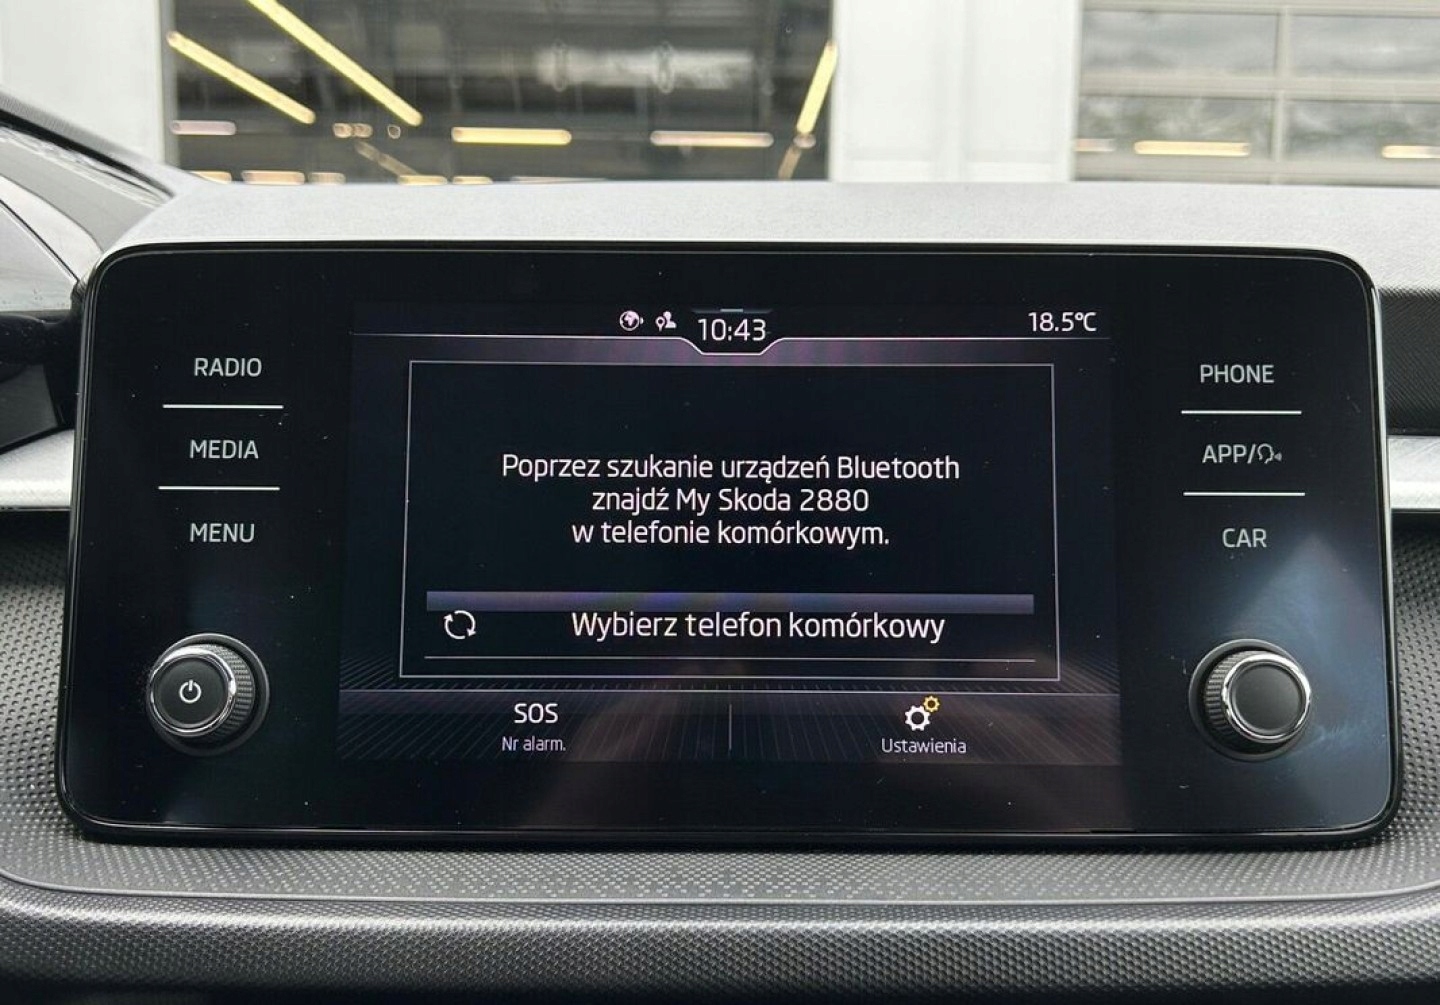 10:43
18.5°C
RADIO
MEDIA
MENU
Poprzez szukanie urządzeń Bluetooth
znajdź My Skoda 2880
w telefonie komórkowym.
Wybierz telefon komórkowy
SOS
Nr alarm.
Ustawienia
PHONE
APP/
CAR